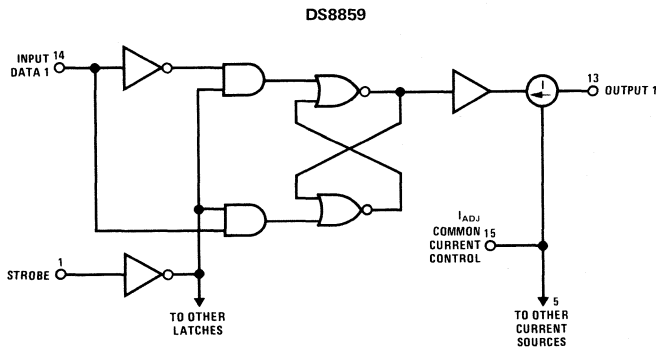 DS8859
INPUT 14
DATA 1
I
13
OUTPUT 1
I ADJ
COMMON 15
CURRENT
CONTROL
1
STROBE
TO OTHER
LATCHES
5
TO OTHER
CURRENT
SOURCES